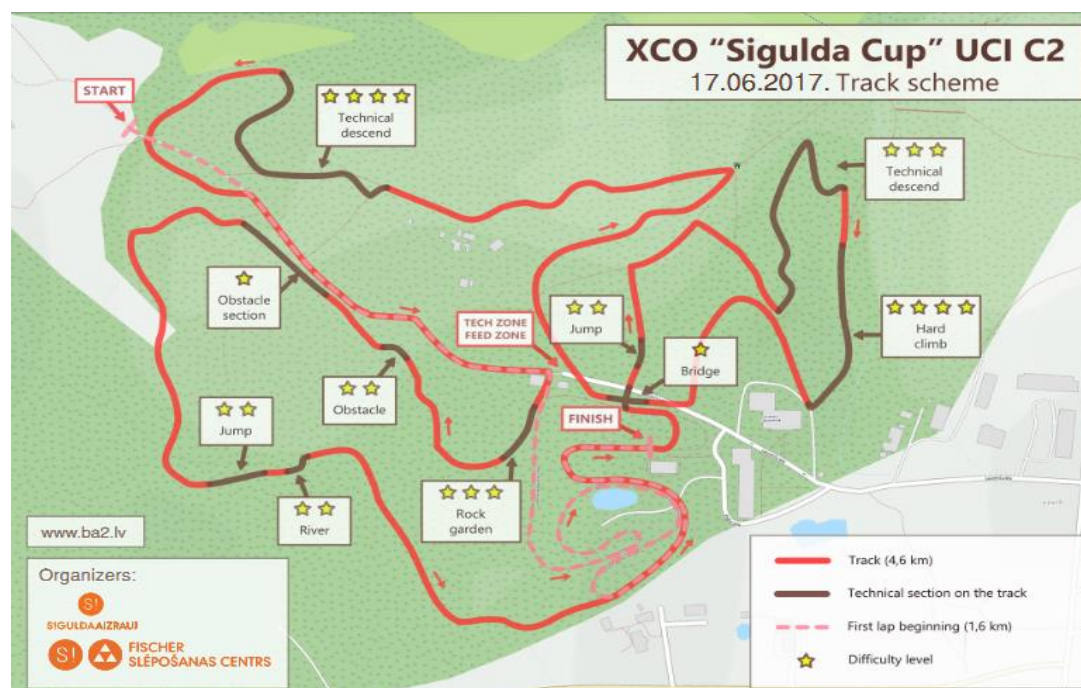 XCO “Sigulda Cup” UCI C2
17.06.2017. Track scheme
START
Technical
descend
Technical
descend
Obstacle
section
TECH ZONE
FEED ZONE
Jump
Bridge
Hard
climb
Obstacle
FINISH
Jump
River
Rock
garden
www.ba2.lv
Organizers:
S!
SIGULDAAIZRAUJ
S!
FISCHER
SLĒPOŠANAS CENTRS
Track (4,6 km)
Technical section on the track
First lap beginning (1,6 km)
Difficulty level